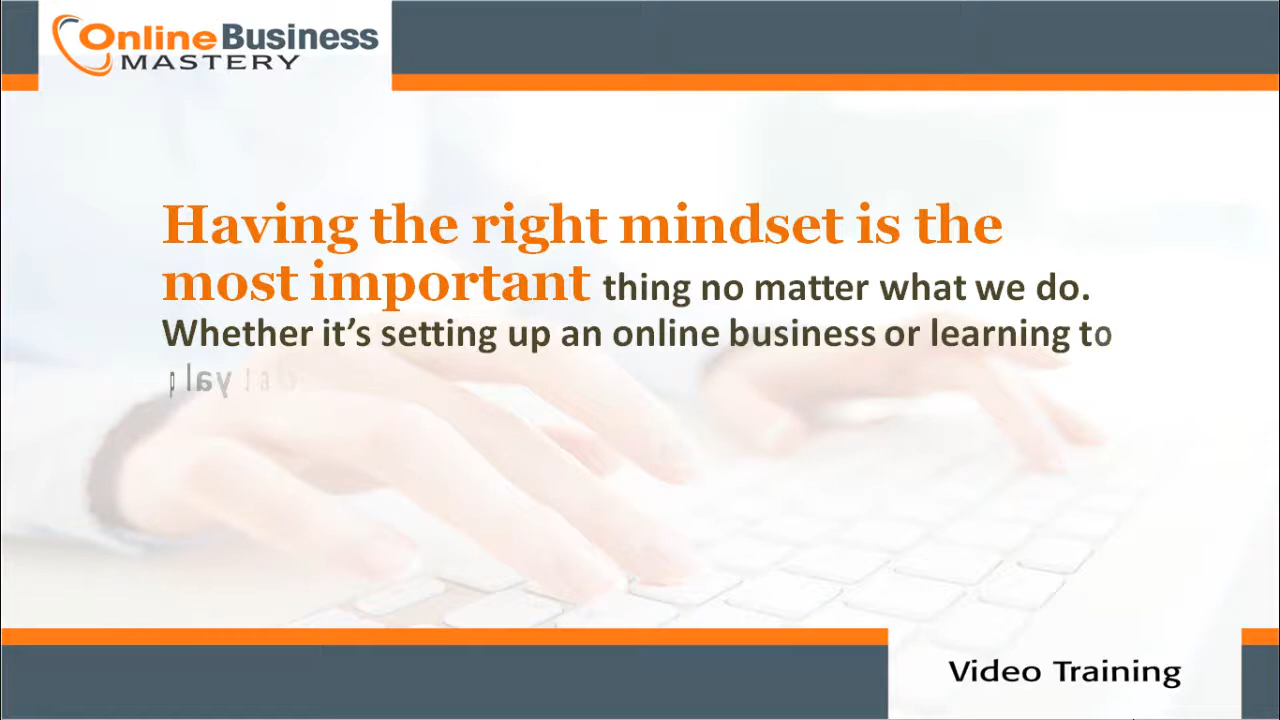 Online Business
MASTERY
Having the right mindset is the
most important thing no matter what we do.
Whether it’s setting up an online business or learning to
play
Video Training